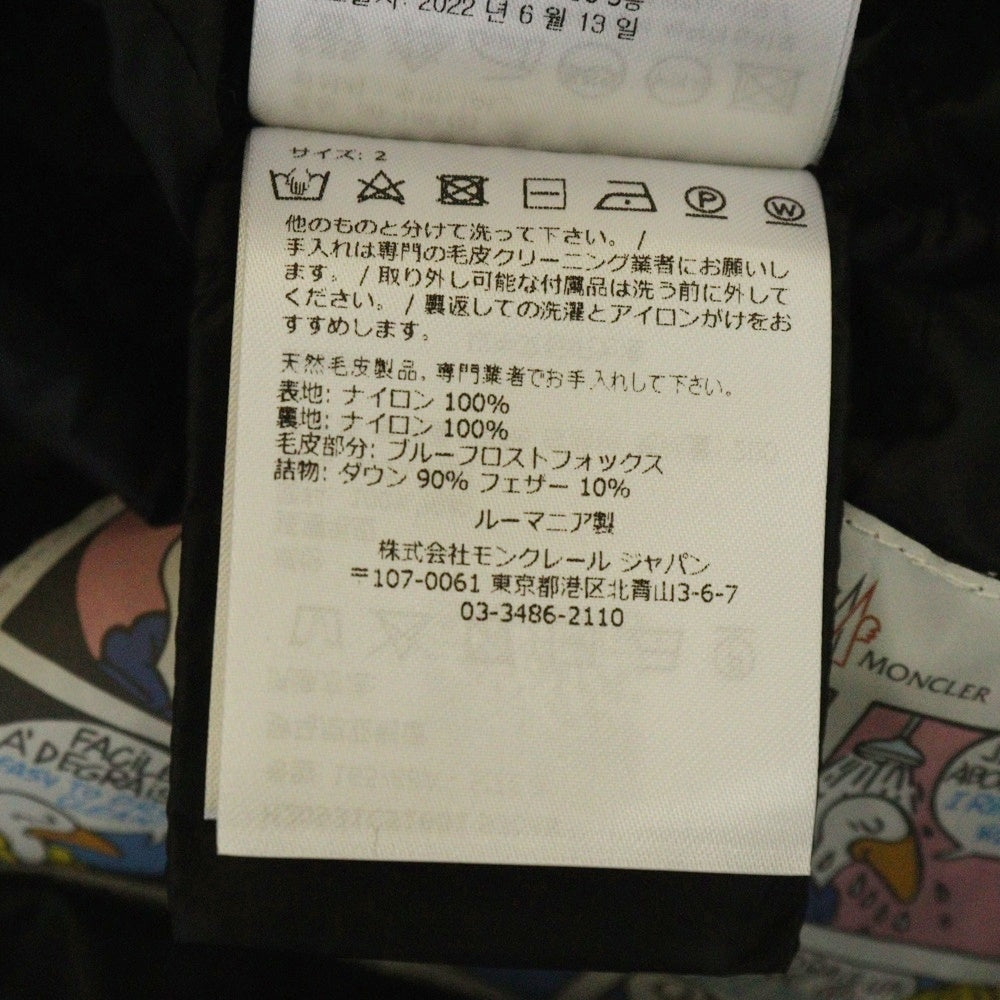 2022 년 6 월 13 일
サイズ: 2
P
W
他のものと分けて洗って下さい。 /
手入れは専門の毛皮クリーニング業者にお願いし
ます。 / 取り外し可能な付属品は洗う前に外して
ください。 / 裏返しての洗濯とアイロンがけをお
すすめします。
天然毛皮製品, 専門業者でお手入れして下さい。
表地: ナイロン 100%
裏地: ナイロン 100%
毛皮部分: ブルーフロストフォックス
詰物: ダウン 90% フェザー 10%
ルーマニア製
株式会社モンクレール ジャパン
〒107-0061 東京都港区北青山3-6-7
03-3486-2110
MONCLER
FACILE
A' DEGRA
EASY TO